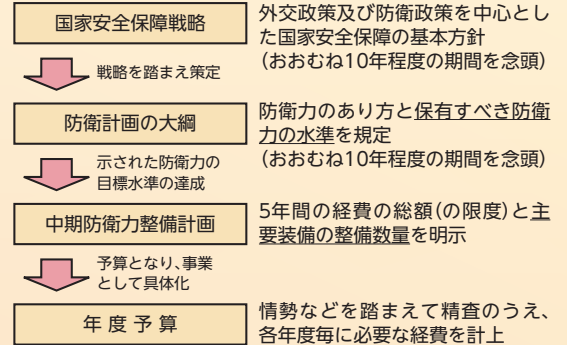 国家安全保障戦略
外交政策及び防衛政策を中心とし
た国家安全保障の基本方針
(おおむね10年程度の期間を念頭)
戦略を踏まえ策定
防衛計画の大綱
防衛力のあり方と保有すべき防衛
力の水準を規定
(おおむね10年程度の期間を念頭)
示された防衛力の
目標水準の達成
中期防衛力整備計画
5年間の経費の総額(の限度)と主
要装備の整備数量を明示
予算となり、事業
として具体化
年度予算
情勢などを踏まえて精査のうえ、
各年度毎に必要な経費を計上